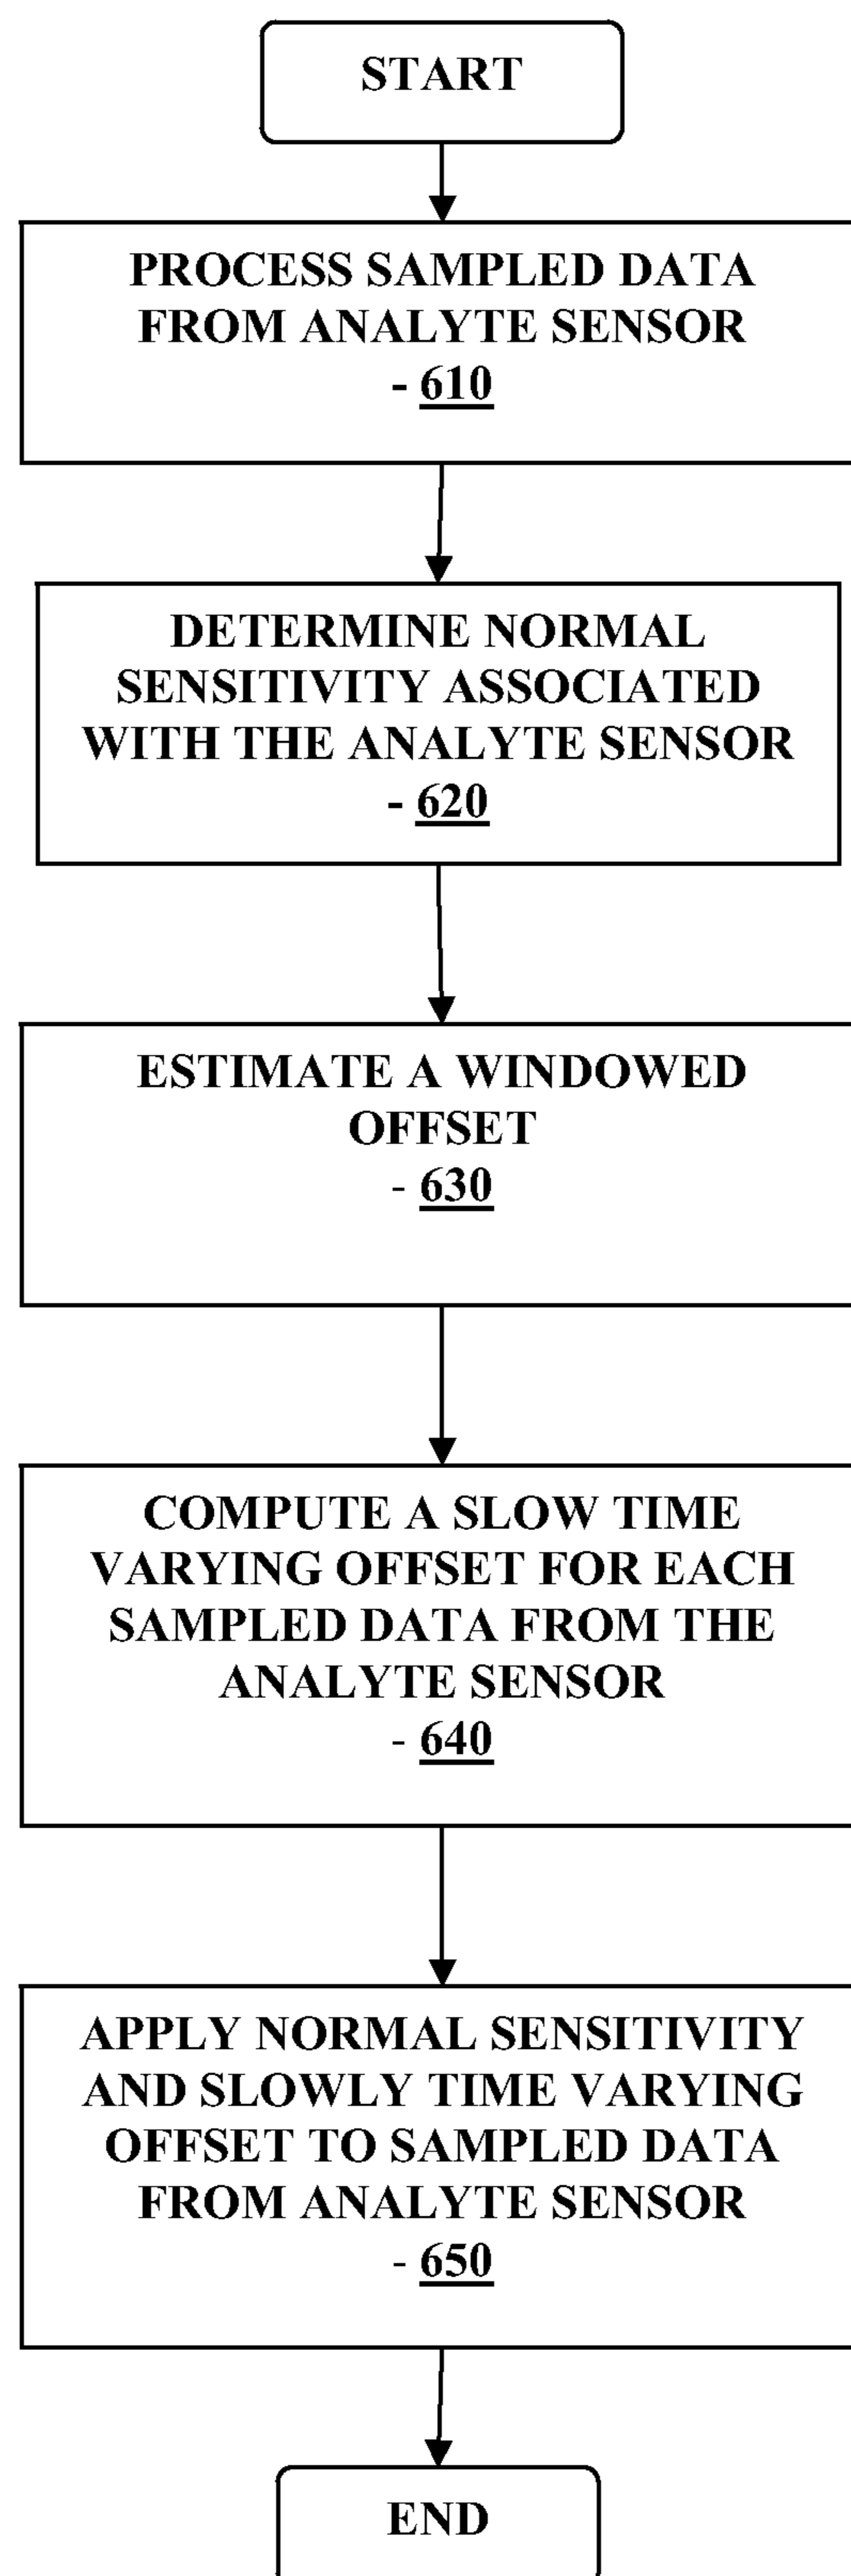 START
PROCESS SAMPLED DATA
FROM ANALYTE SENSOR
- 610
DETERMINE NORMAL
SENSITIVITY ASSOCIATED
WITH THE ANALYTE SENSOR
- 620
ESTIMATE A WINDOWED
OFFSET
- 630
COMPUTE A SLOW TIME
VARYING OFFSET FOR EACH
SAMPLED DATA FROM THE
ANALYTE SENSOR
- 640
APPLY NORMAL SENSITIVITY
AND SLOWLY TIME VARYING
OFFSET TO SAMPLED DATA
FROM ANALYTE SENSOR
- 650
END